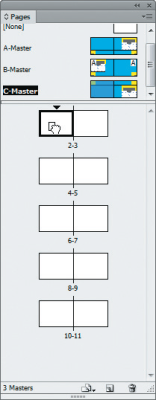 Pages
[None]
A-Master
B-Master
A
A
C-Master
2-3
4-5
6-7
8-9
10-11
3 Masters